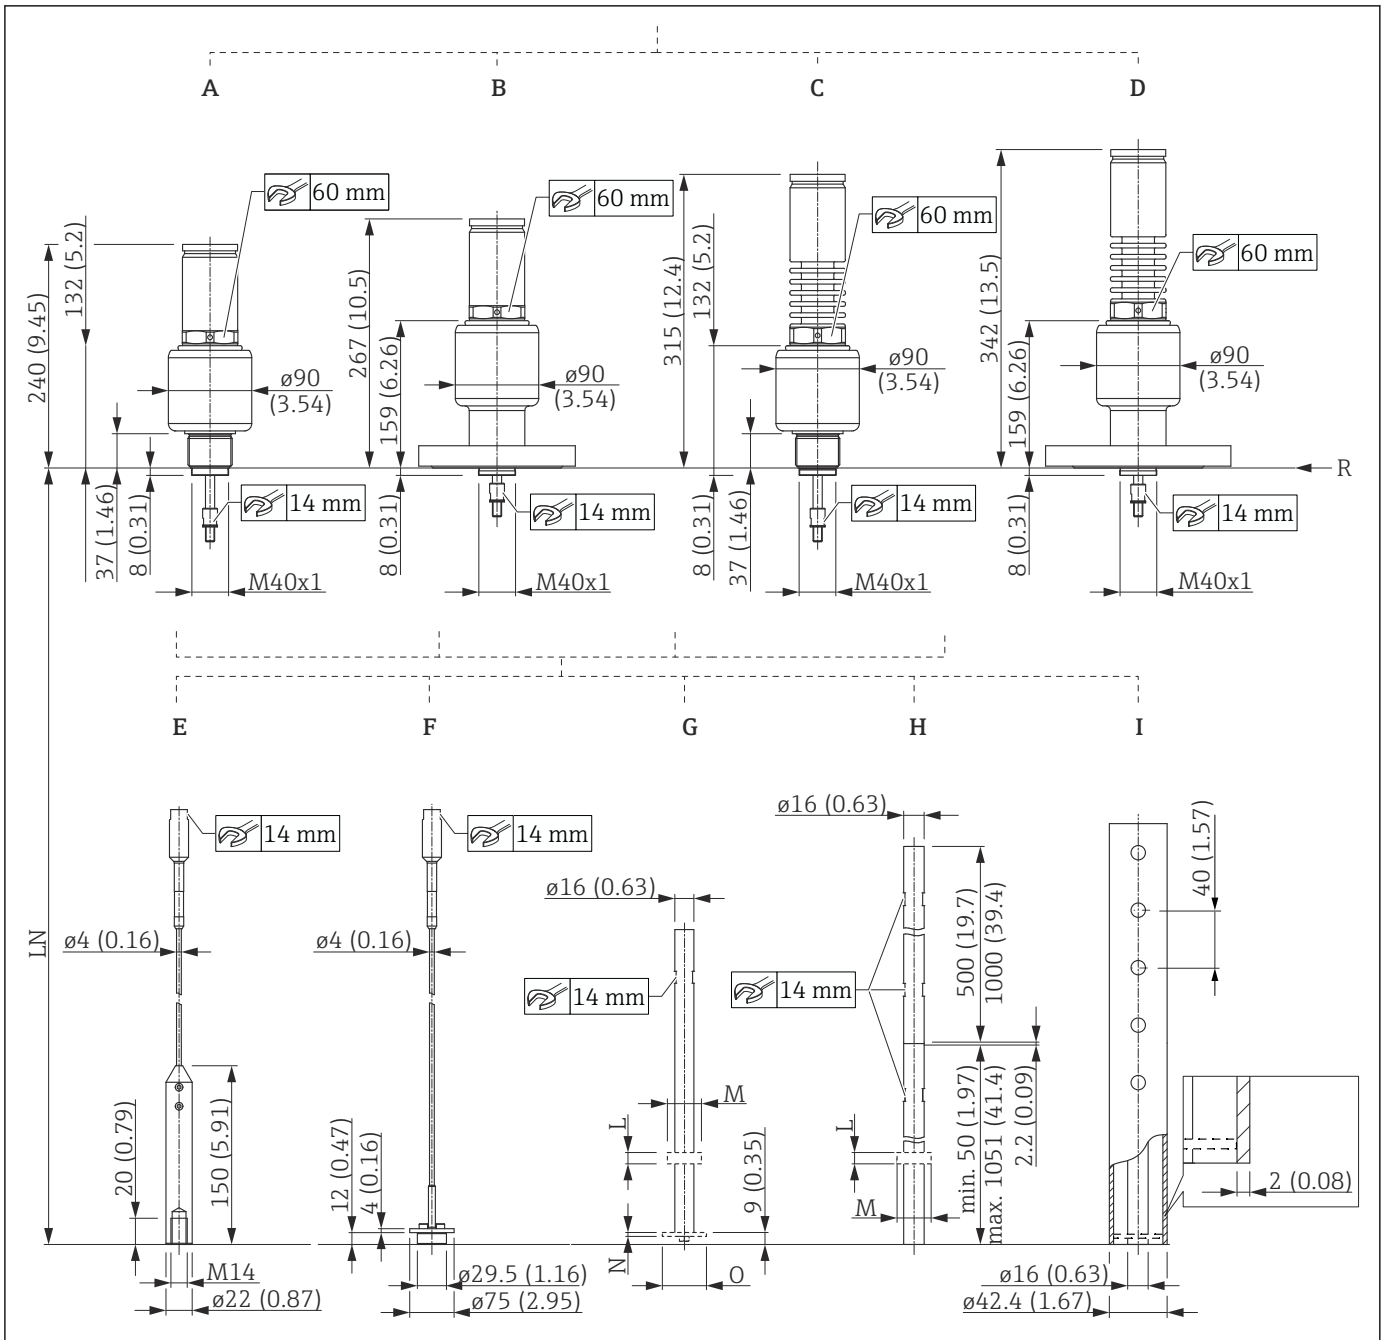 A
B
C
D
60 mm
60 mm
60 mm
60 mm
240 (9.45)
132 (5.2)
37 (1.46)
8 (0.31)
ø90
(3.54)
14 mm
M40x1
267 (10.5)
159 (6.26)
8 (0.31)
ø90
(3.54)
14 mm
M40x1
315 (12.4)
132 (5.2)
8 (0.31)
37 (1.46)
ø90
(3.54)
14 mm
M40x1
342 (13.5)
159 (6.26)
8 (0.31)
ø90
(3.54)
14 mm
M40x1
R
LN
E
F
G
H
I
14 mm
ø4 (0.16)
20 (0.79)
150 (5.91)
M14
ø22 (0.87)
14 mm
ø4 (0.16)
12 (0.47)
4 (0.16)
ø29.5 (1.16)
ø75 (2.95)
ø16 (0.63)
14 mm
M
L
9 (0.35)
N
O
ø16 (0.63)
14 mm
500 (19.7)
1000 (39.4)
L
M
min. 50 (1.97)
max. 1051 (41.4)
2.2 (0.09)
40 (1.57)
2 (0.08)
ø16 (0.63)
ø42.4 (1.67)